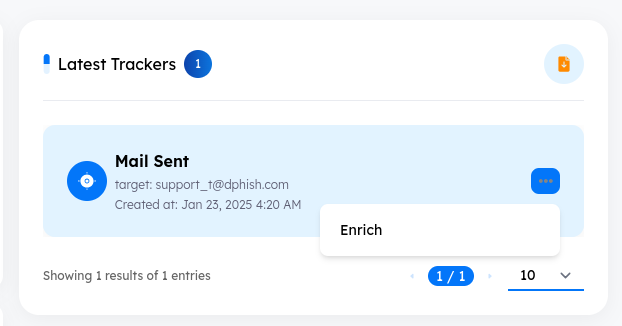 Latest Trackers 1
Mail Sent
target: support_t@dphish.com
Created at: Jan 23, 2025 4:20 AM
Enrich
Showing 1 results of 1 entries
1 / 1
10